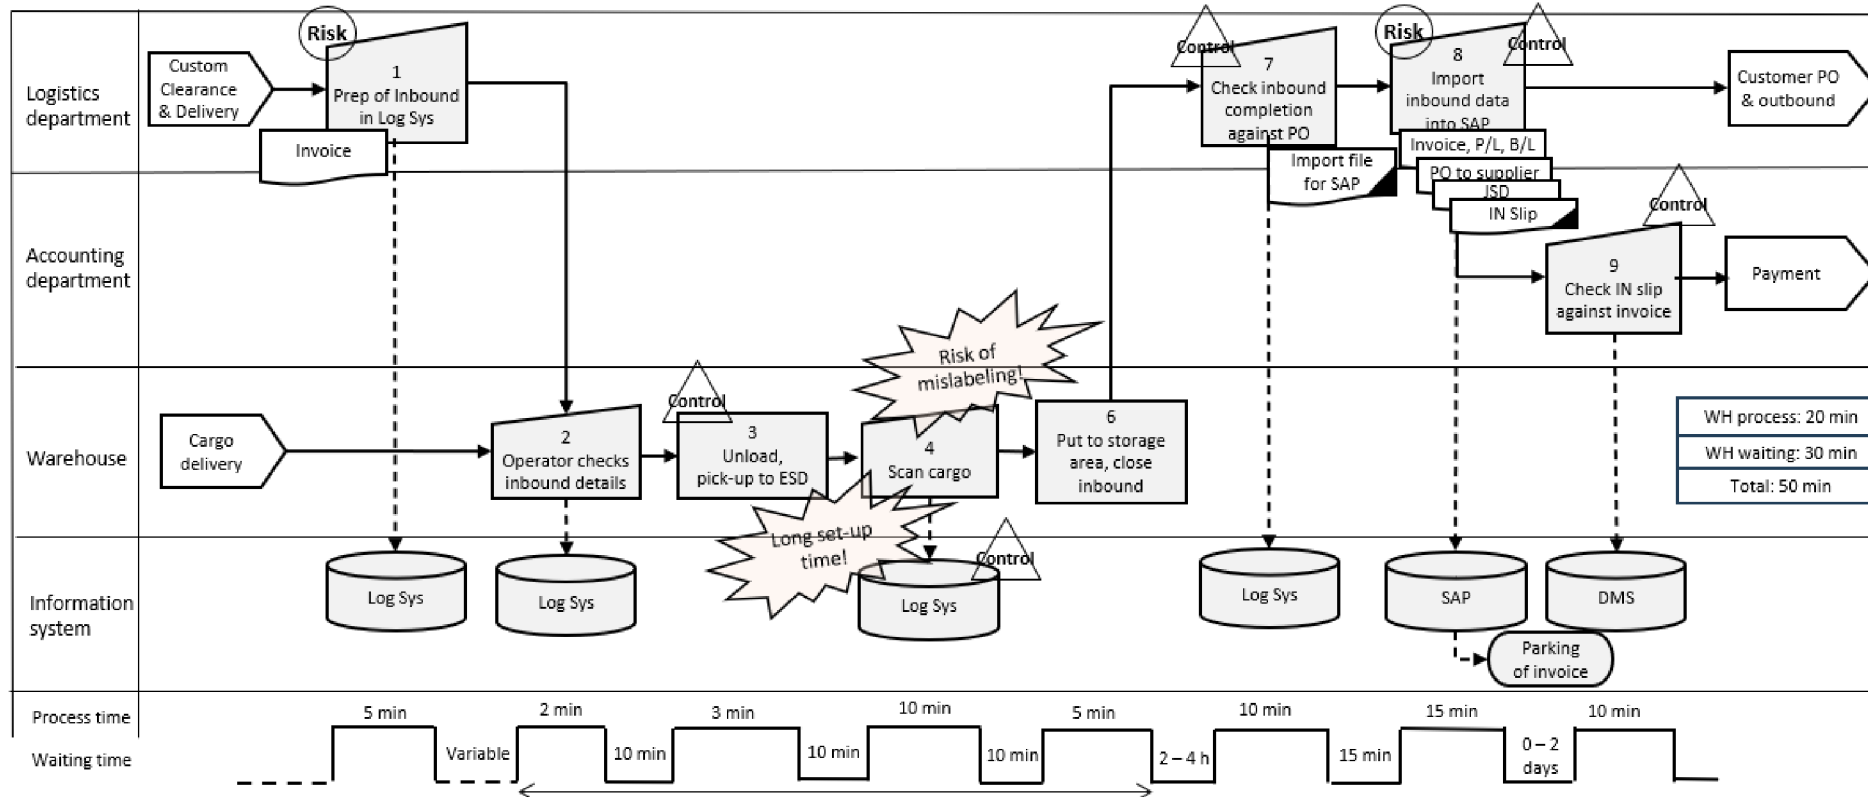 Logistics
department
Custom
Clearance
& Delivery
Risk
1
Prep of Inbound
in Log Sys
Invoice
Control
7
Check inbound
completion
against PO
Import file
for SAP
Risk
Control
8
Import
inbound data
into SAP
Invoice, P/L, B/L
PO to supplier
JSD
IN Slip
Customer PO
& outbound
Accounting
department
Control
9
Check IN slip
against invoice
Payment
Warehouse
Cargo
delivery
2
Operator checks
inbound details
Control
3
Unload,
pick-up to ESD
Risk of
mislabeling!
4
Scan cargo
Long set-up
time!
6
Put to storage
area, close
inbound
WH process: 20 min
WH waiting: 30 min
Total: 50 min
Information
system
Log Sys
Log Sys
Log Sys
Control
Log Sys
SAP
DMS
Parking
of invoice
Process time
5 min
2 min
3 min
10 min
5 min
10 min
15 min
10 min
Waiting time
Variable
10 min
10 min
10 min
2 – 4 h
15 min
0 – 2
days